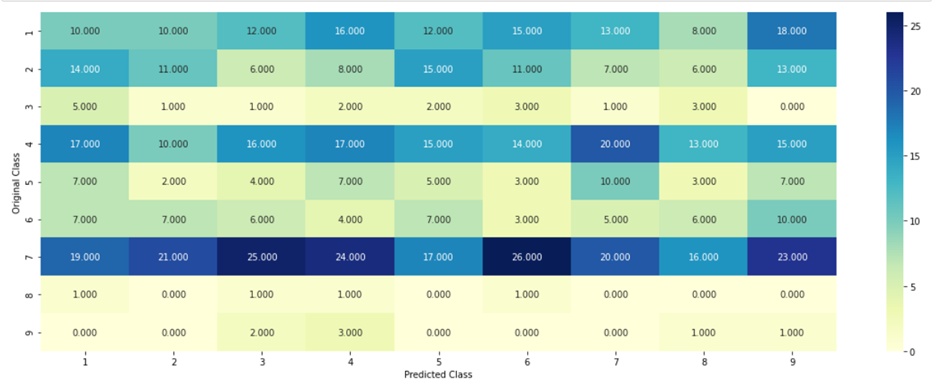 1 10.000 10.000 12.000 16.000 12.000 15.000 13.000 8.000 18.000
2 14.000 11.000 6.000 8.000 15.000 11.000 7.000 6.000 13.000
3 5.000 1.000 1.000 2.000 2.000 3.000 1.000 3.000 0.000
4 17.000 10.000 16.000 17.000 15.000 14.000 20.000 13.000 15.000
5 7.000 2.000 4.000 7.000 5.000 3.000 10.000 3.000 7.000
6 7.000 7.000 6.000 4.000 7.000 3.000 5.000 6.000 10.000
7 19.000 21.000 25.000 24.000 17.000 26.000 20.000 16.000 23.000
8 1.000 0.000 1.000 1.000 0.000 1.000 0.000 0.000 0.000
9 0.000 0.000 2.000 3.000 0.000 0.000 0.000 1.000 1.000
1 2 3 4 5 6 7 8 9
Predicted Class
Original Class
25
20
15
10
5
0